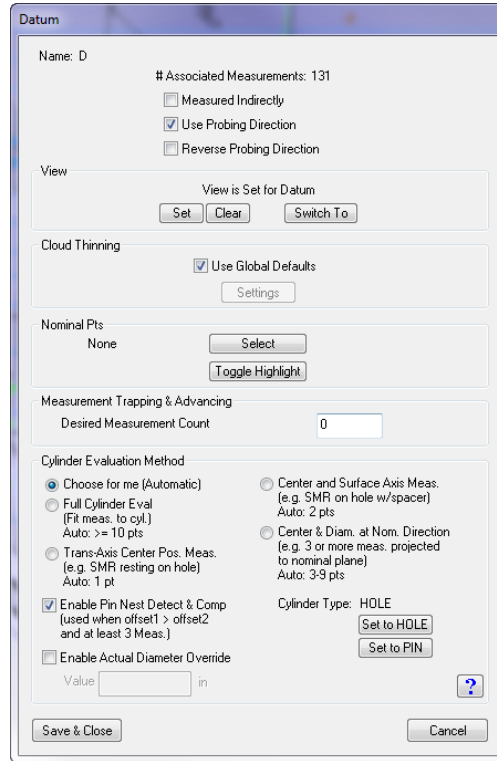 Datum
Name: D
# Associated Measurements: 131
Measured Indirectly
Use Probing Direction
Reverse Probing Direction
View
View is Set for Datum
Set Clear Switch To
Cloud Thinning
Use Global Defaults
Settings
Nominal Pts
None Select
Toggle Highlight
Measurement Trapping & Advancing
Desired Measurement Count 0
Cylinder Evaluation Method
Choose for me (Automatic)
Full Cylinder Eval
(Fit meas. to cyl.)
Auto: >= 10 pts
Trans-Axis Center Pos. Meas.
(e.g. SMR resting on hole)
Auto: 1 pt
Center and Surface Axis Meas.
(e.g. SMR on hole w/spacer)
Auto: 2 pts
Center & Diam. at Nom. Direction
(e.g. 3 or more meas. projected
to nominal plane)
Auto: 3-9 pts
Enable Pin Nest Detect & Comp
(used when offset1 > offset2
and at least 3 Meas.)
Enable Actual Diameter Override
Value in
Cylinder Type: HOLE
Set to HOLE
Set to PIN
?
Save & Close Cancel